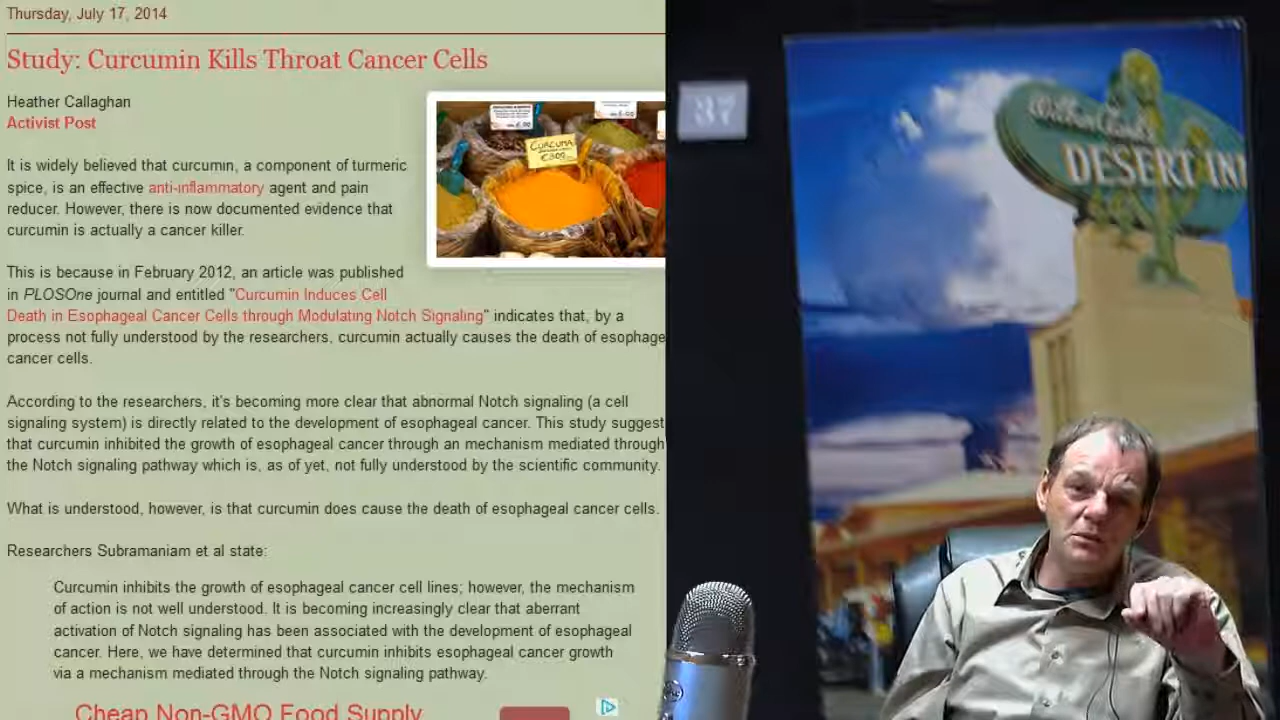 Thursday, July 17, 2014
Study: Curcumin Kills Throat Cancer Cells
Heather Callaghan
Activist Post
It is widely believed that curcumin, a component of turmeric
spice, is an effective anti-inflammatory agent and pain
reducer. However, there is now documented evidence that
curcumin is actually a cancer killer.
This is because in February 2012, an article was published
in PLOSOne journal and entitled "Curcumin Induces Cell
Death in Esophageal Cancer Cells through Modulating Notch Signaling" indicates that, by a
process not fully understood by the researchers, curcumin actually causes the death of esophage
cancer cells.
According to the researchers, it's becoming more clear that abnormal Notch signaling (a cell
signaling system) is directly related to the development of esophageal cancer. This study suggest
that curcumin inhibited the growth of esophageal cancer through an mechanism mediated through
the Notch signaling pathway which is, as of yet, not fully understood by the scientific community.
What is understood, however, is that curcumin does cause the death of esophageal cancer cells.
Researchers Subramaniam et al state:
Curcumin inhibits the growth of esophageal cancer cell lines; however, the mechanism
of action is not well understood. It is becoming increasingly clear that aberrant
activation of Notch signaling has been associated with the development of esophageal
cancer. Here, we have determined that curcumin inhibits esophageal cancer growth
via a mechanism mediated through the Notch signaling pathway.
Cheap Non-GMO Food Supply
CURCUMA
37
DESERT INN